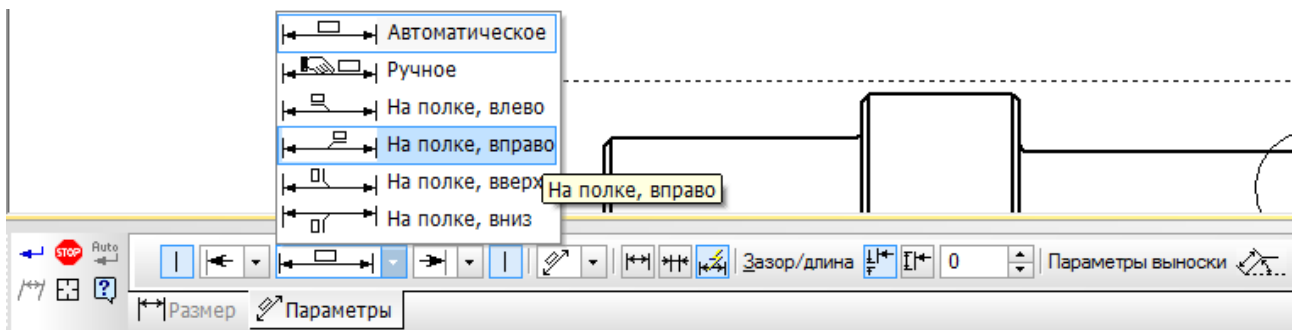 Автоматическое
Ручное
На полке, влево
На полке, вправо
На полке, вверх
На полке, вправо
На полке, вниз
STOP Auto
Зазор/длина 0 Параметры выноски
Размер Параметры